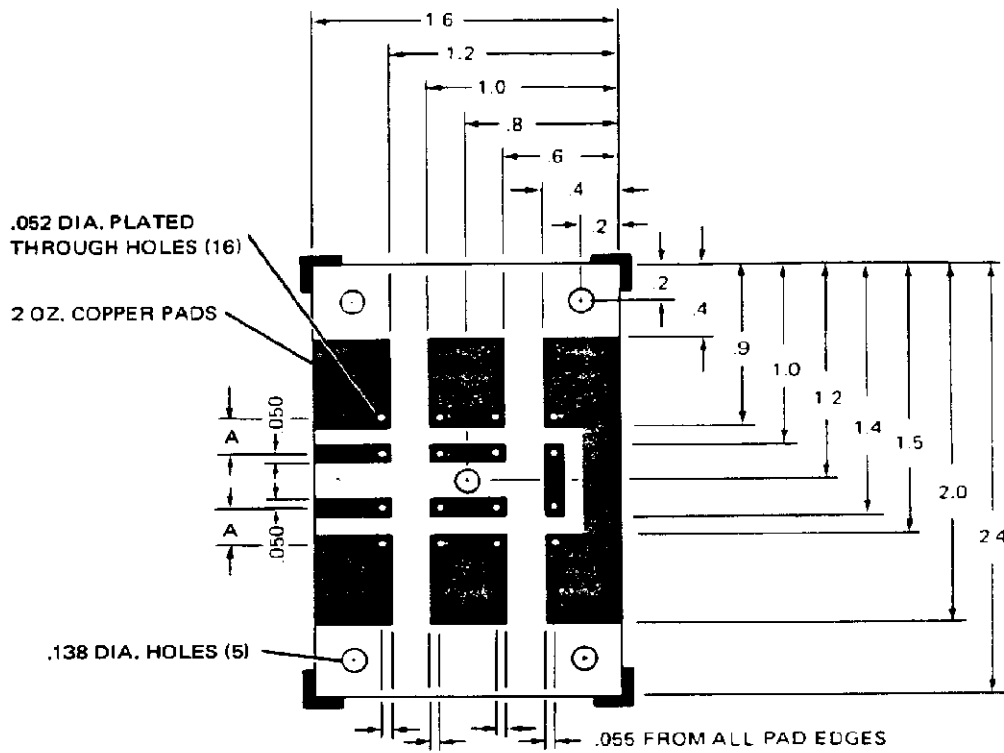 1 6
1.2
1.0
.8
.6
.4
.2
.052 DIA. PLATED
THROUGH HOLES (16)
2 OZ. COPPER PADS
.2
.4
.9
1.0
1.2
1.4
1.5
2.0
2.4
.050
A
A
.050
.138 DIA. HOLES (5)
.055 FROM ALL PAD EDGES